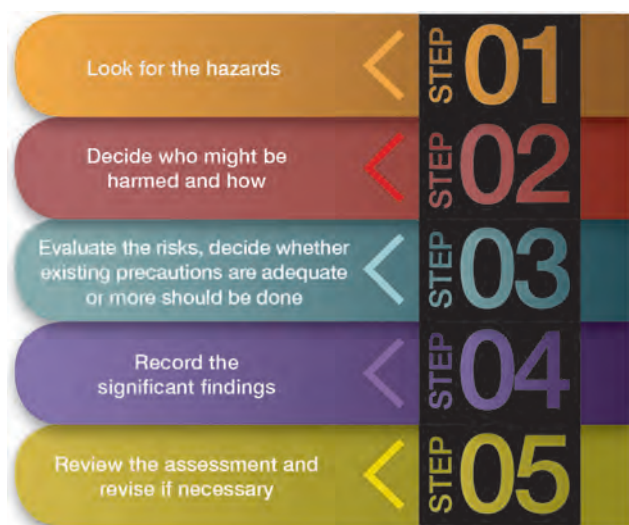 Look for the hazards
STEP 01
Decide who might be
harmed and how
STEP 02
Evaluate the risks, decide whether
existing precautions are adequate
or more should be done
STEP 03
Record the
significant findings
STEP 04
Review the assessment and
revise if necessary
STEP 05